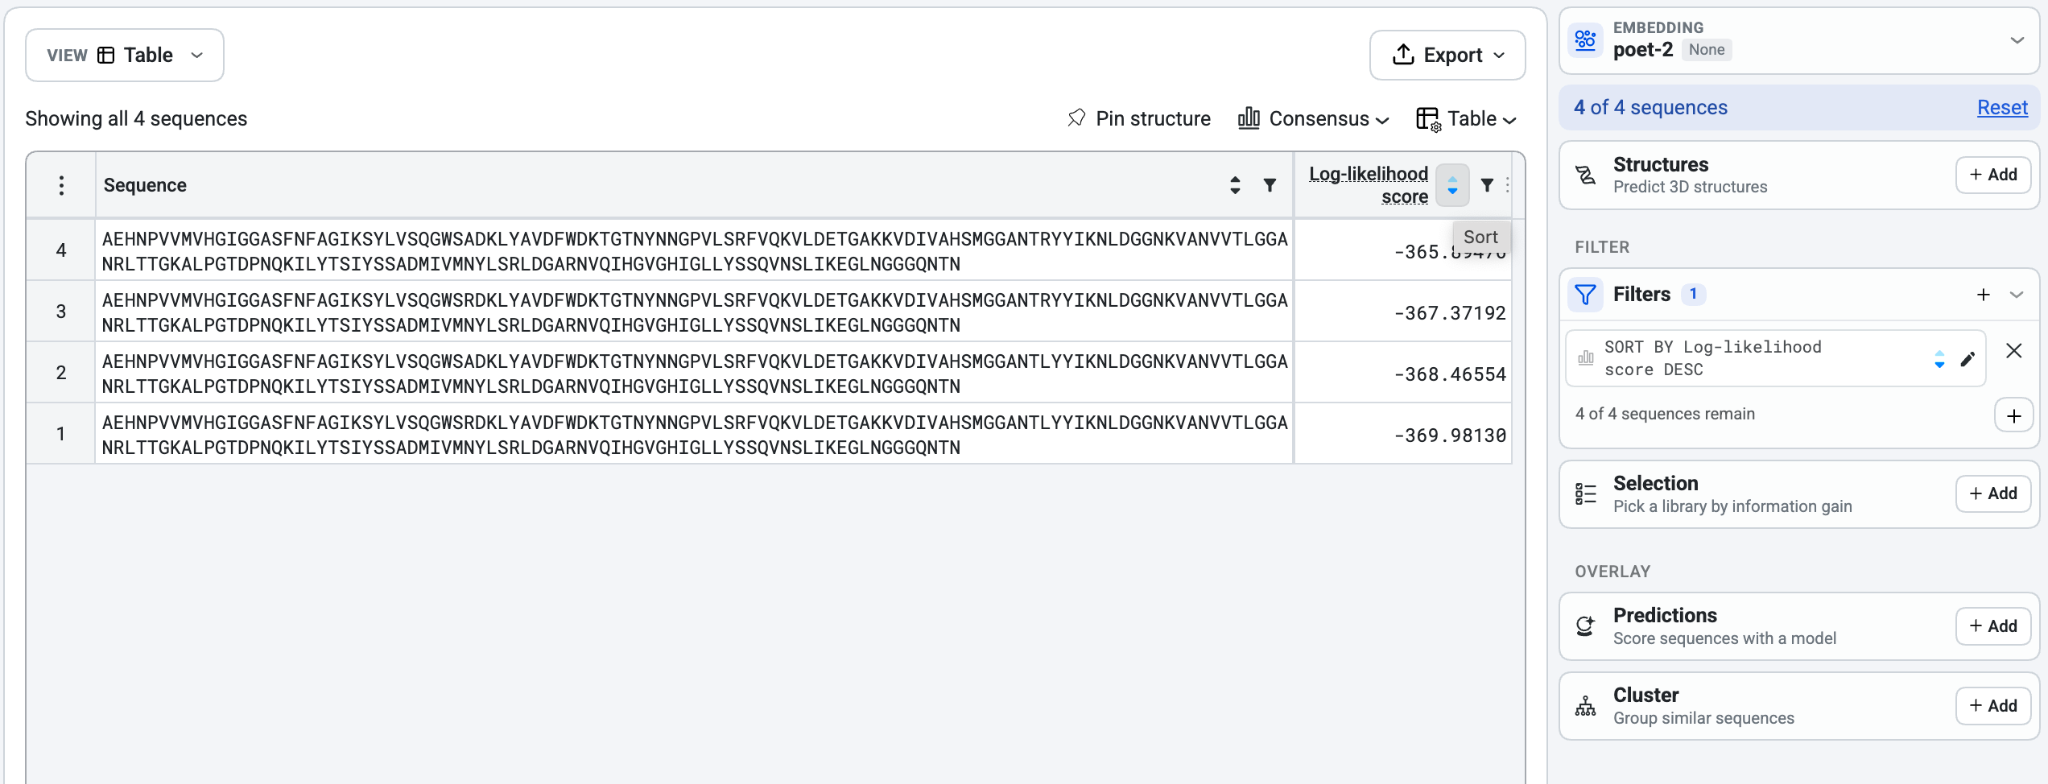 VIEW Table
Export
Showing all 4 sequences
Pin structure Consensus Table
Sequence
Log-likelihood
score
Sort
4
AEHNPVVMVHGIGGASFNFAGIKSYLVSQGWSADKLYAVDFWDKTGTNYNNGPVLSRFVQKVLDETGAKKVDIVAHSMGGANTRYYIKNLDGGNKVANVVTLGGA
NRLTTGKALPGTDPNQKILYTSIYSSADMIVMNYLSRLDGARNVQIHGVGHIGLLYSSQVNSLIKEGLNGGGQNTN
3
AEHNPVVMVHGIGGASFNFAGIKSYLVSQGWSRDKLYAVDFWDKTGTNYNNGPVLSRFVQKVLDETGAKKVDIVAHSMGGANTRYYIKNLDGGNKVANVVTLGGA
NRLTTGKALPGTDPNQKILYTSIYSSADMIVMNYLSRLDGARNVQIHGVGHIGLLYSSQVNSLIKEGLNGGGQNTN
-367.37192
2
AEHNPVVMVHGIGGASFNFAGIKSYLVSQGWSADKLYAVDFWDKTGTNYNNGPVLSRFVQKVLDETGAKKVDIVAHSMGGANTLYYIKNLDGGNKVANVVTLGGA
NRLTTGKALPGTDPNQKILYTSIYSSADMIVMNYLSRLDGARNVQIHGVGHIGLLYSSQVNSLIKEGLNGGGQNTN
-368.46554
1
AEHNPVVMVHGIGGASFNFAGIKSYLVSQGWSRDKLYAVDFWDKTGTNYNNGPVLSRFVQKVLDETGAKKVDIVAHSMGGANTLYYIKNLDGGNKVANVVTLGGA
NRLTTGKALPGTDPNQKILYTSIYSSADMIVMNYLSRLDGARNVQIHGVGHIGLLYSSQVNSLIKEGLNGGGQNTN
-369.98130
EMBEDDING
poet-2 None
4 of 4 sequences Reset
Structures
Predict 3D structures
+ Add
FILTER
Filters 1
SORT BY Log-likelihood
score DESC
4 of 4 sequences remain
Selection
Pick a library by information gain
+ Add
OVERLAY
Predictions
Score sequences with a model
+ Add
Cluster
Group similar sequences
+ Add